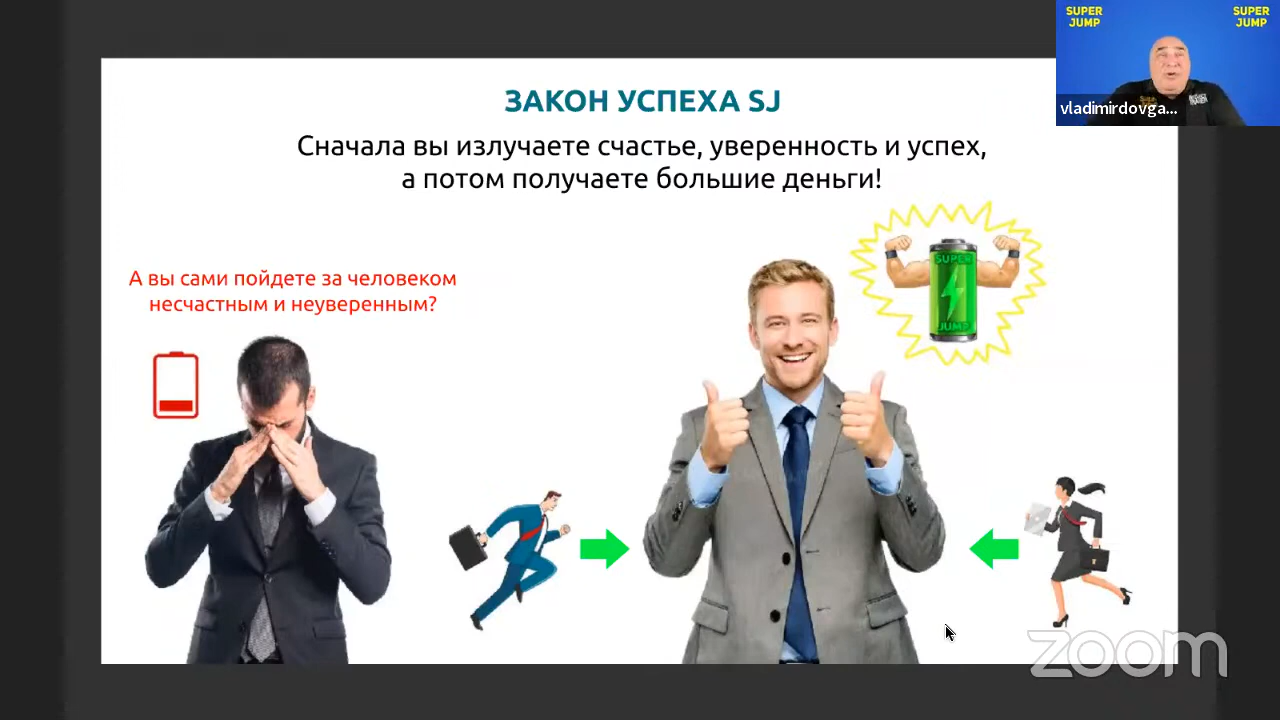 SUPER
JUMP
SUPER
JUMP
vladimirdovga...
ЗАКОН УСПЕХА SJ
Сначала вы излучаете счастье, уверенность и успех,
а потом получаете большие деньги!
А вы сами пойдете за человеком
несчастным и неуверенным?
SUPER
JUMP
zoom